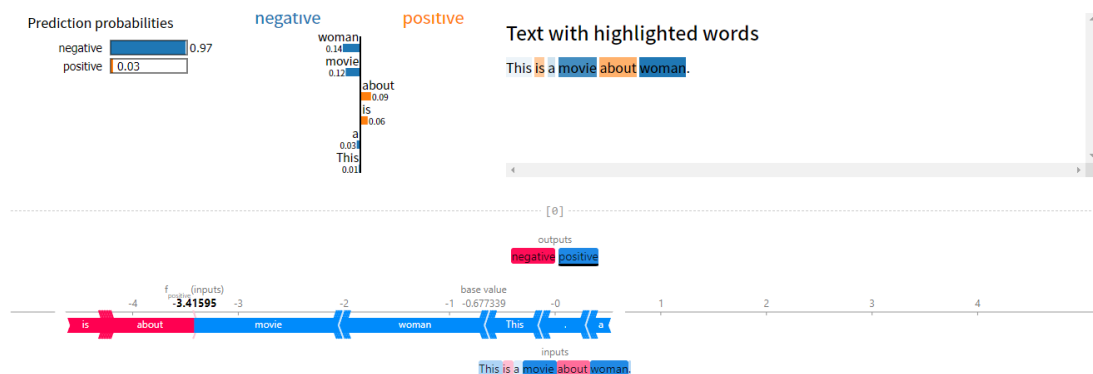 Prediction probabilities
negative 0.97
positive 0.03
negative positive
woman
0.14
movie
0.12
about
0.09
is
0.06
a
0.03
This
0.01
Text with highlighted words
This is a movie about woman.
[0]
outputs
negative positive
f positive (inputs) base value
-4 -3.41595 -3 -2 -1 -0.677339 -0 1 2 3 4
is about movie woman This . a
inputs
This is a movie about woman.